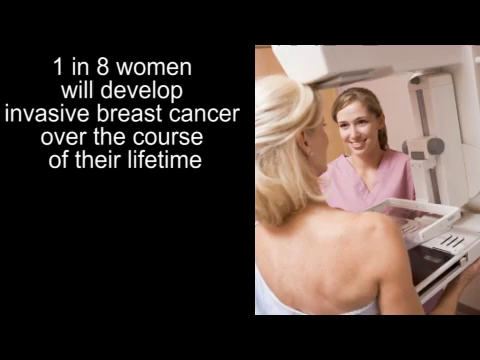 1 in 8 women
will develop
invasive breast cancer
over the course
of their lifetime